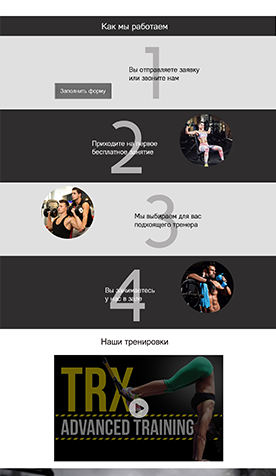 Как мы работаем
1
Вы отправляете заявку
или звоните нам
Заполнить форму
2
Приходите на первое
бесплатное занятие
3
Мы выбираем для вас
подхоящего тренера
4
Вы занимаетесь
у нас в зале
Наши тренировки
TRX
ADVANCED TRAINING